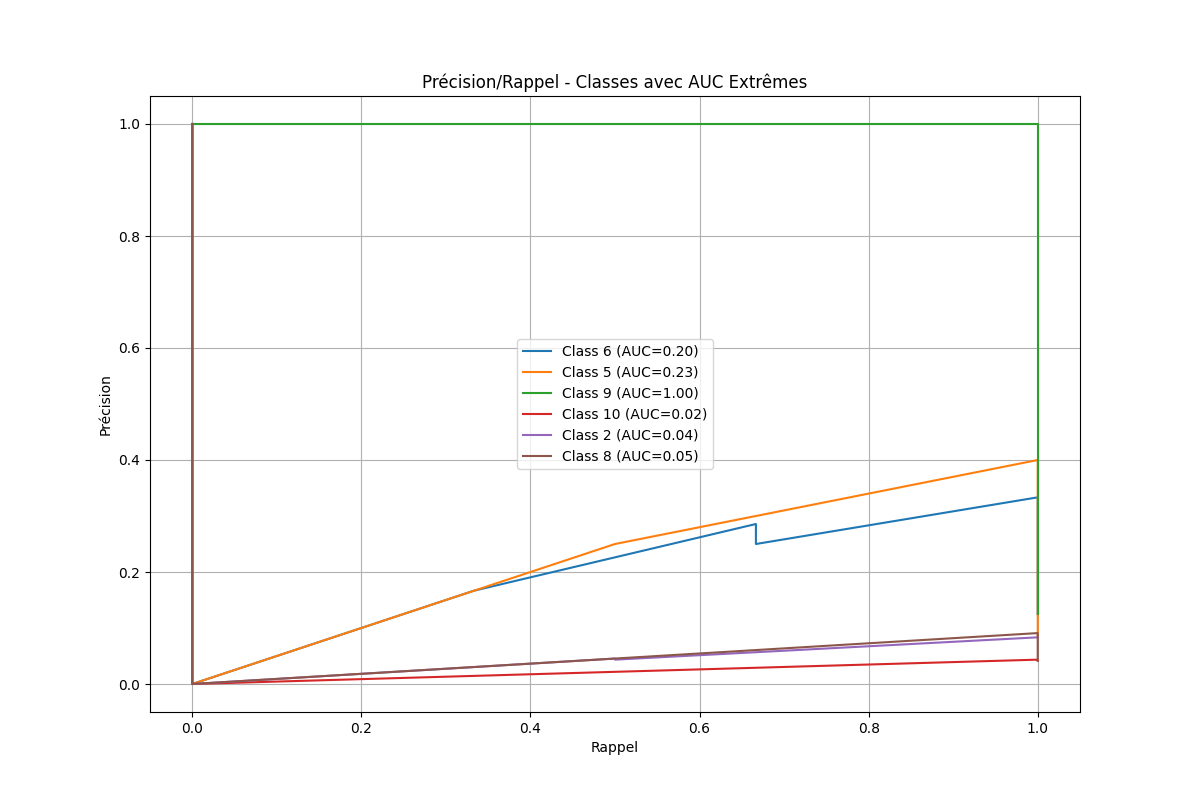 Précision/Rappel - Classes avec AUC Extrêmes
1.0
0.8
0.6
0.4
0.2
0.0
Précision
Class 6 (AUC=0.20)
Class 5 (AUC=0.23)
Class 9 (AUC=1.00)
Class 10 (AUC=0.02)
Class 2 (AUC=0.04)
Class 8 (AUC=0.05)
0.0 0.2 0.4 0.6 0.8 1.0
Rappel